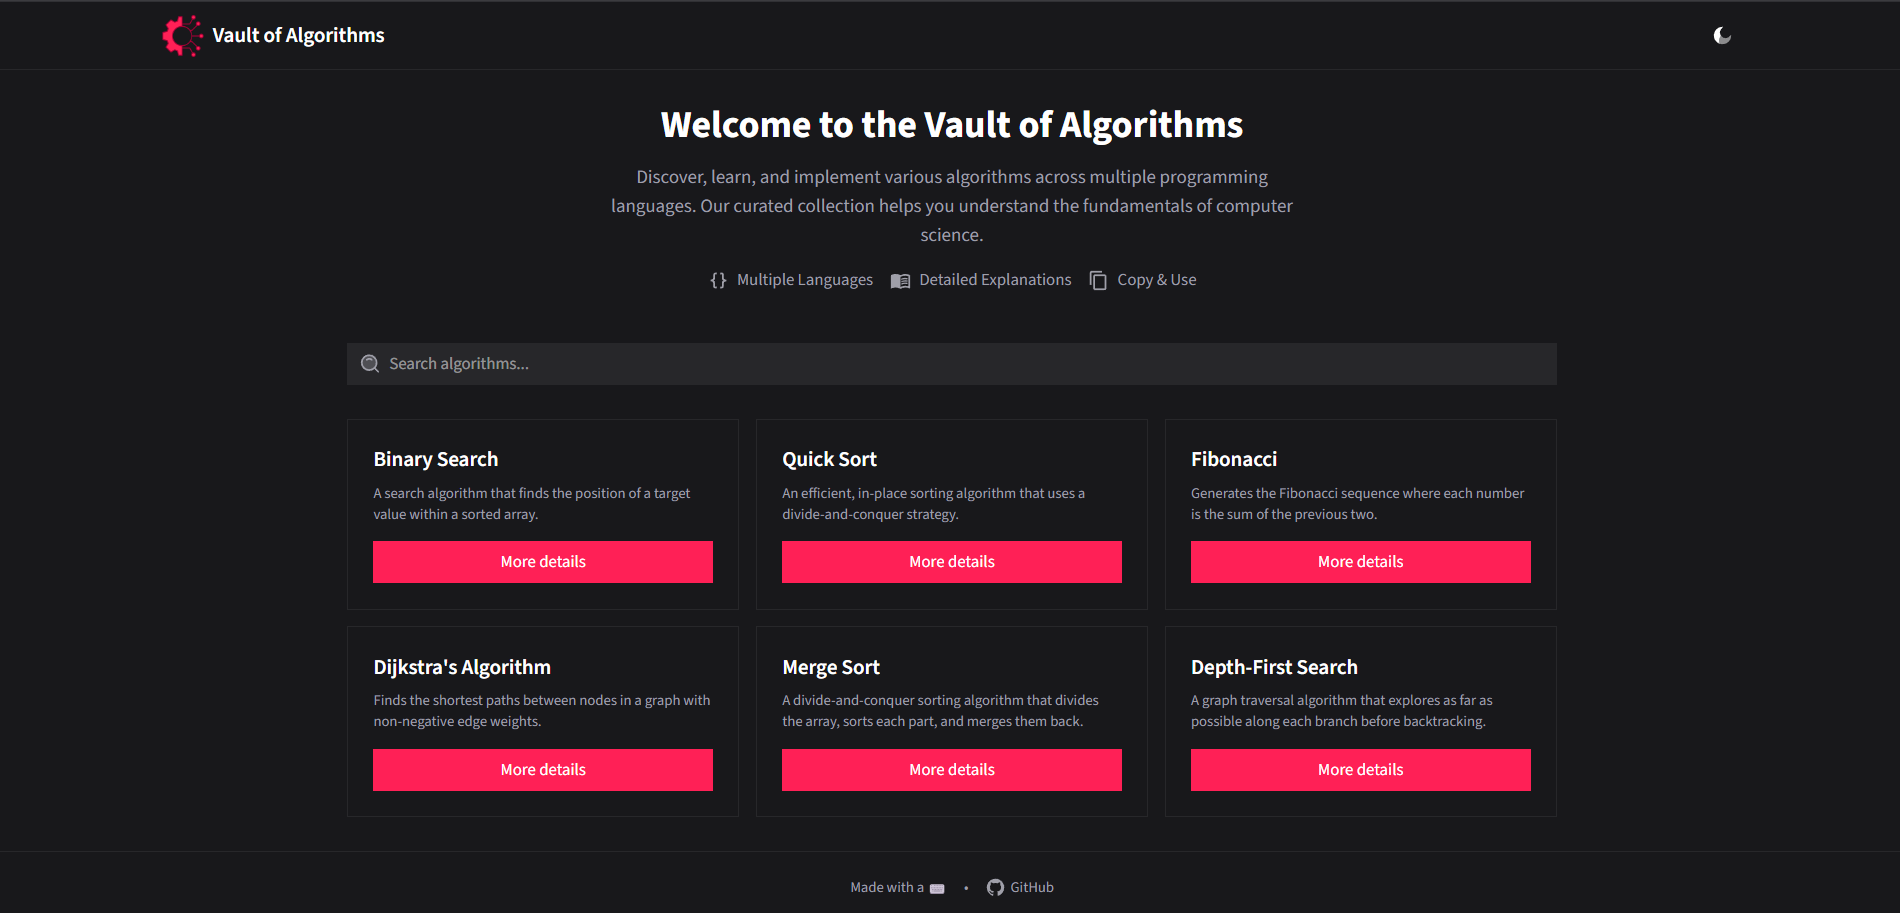 Vault of Algorithms
Welcome to the Vault of Algorithms
Discover, learn, and implement various algorithms across multiple programming
languages. Our curated collection helps you understand the fundamentals of computer
science.
Multiple Languages Detailed Explanations Copy & Use
Search algorithms...
Binary Search
A search algorithm that finds the position of a target
value within a sorted array.
More details
Quick Sort
An efficient, in-place sorting algorithm that uses a
divide-and-conquer strategy.
More details
Fibonacci
Generates the Fibonacci sequence where each number
is the sum of the previous two.
More details
Dijkstra's Algorithm
Finds the shortest paths between nodes in a graph with
non-negative edge weights.
More details
Merge Sort
A divide-and-conquer sorting algorithm that divides
the array, sorts each part, and merges them back.
More details
Depth-First Search
A graph traversal algorithm that explores as far as
possible along each branch before backtracking.
More details
Made with a • GitHub